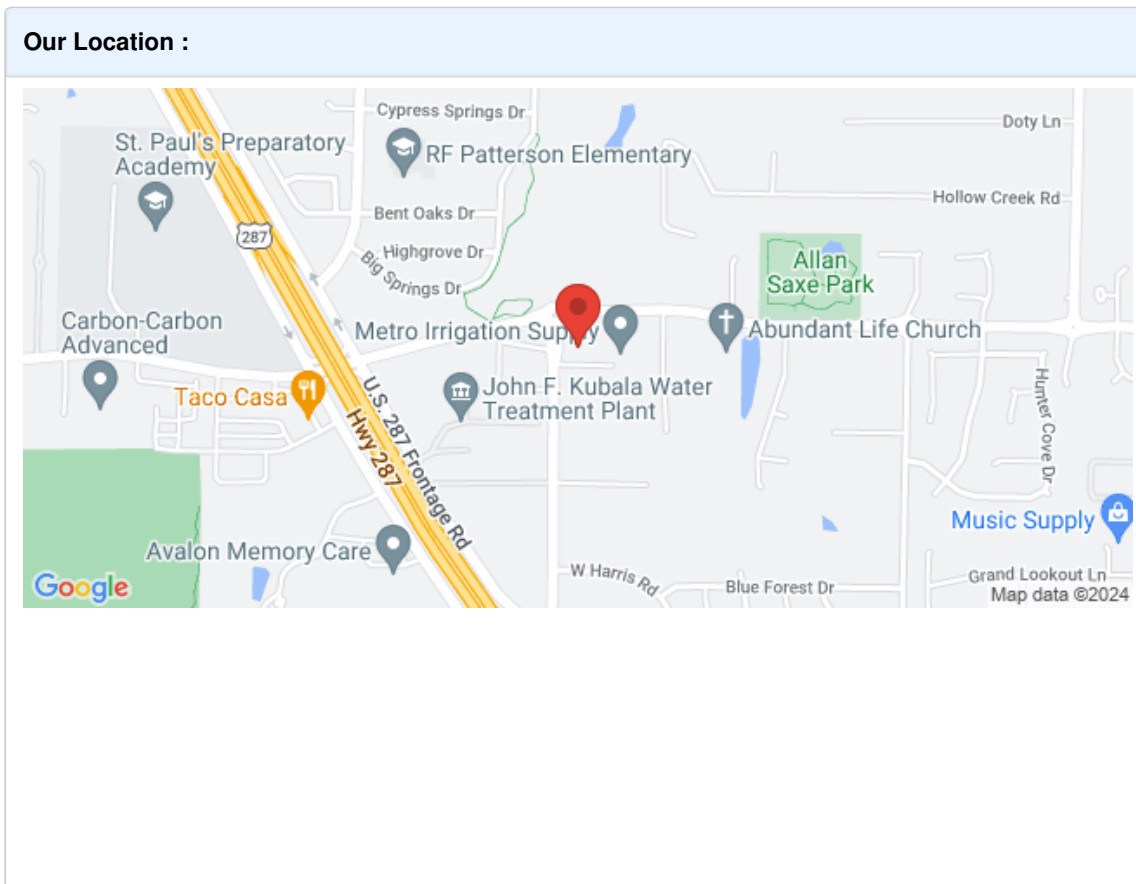 Our Location :
Cypress Springs Dr
Doty Ln
St. Paul's Preparatory
Academy
RF Patterson Elementary
Hollow Creek Rd
Bent Oaks Dr
287
Highgrove Dr
Big Springs Dr
Allan
Saxe Park
Carbon-Carbon
Advanced
Metro Irrigation Supply
Abundant Life Church
Taco Casa
John F. Kubala Water
Treatment Plant
U.S. 287 Frontage Rd
Hwy 287
Hunter Cove Dr
Music Supply
Avalon Memory Care
W Harris Rd
Blue Forest Dr
Grand Lookout Ln
Google
Map data ©2024